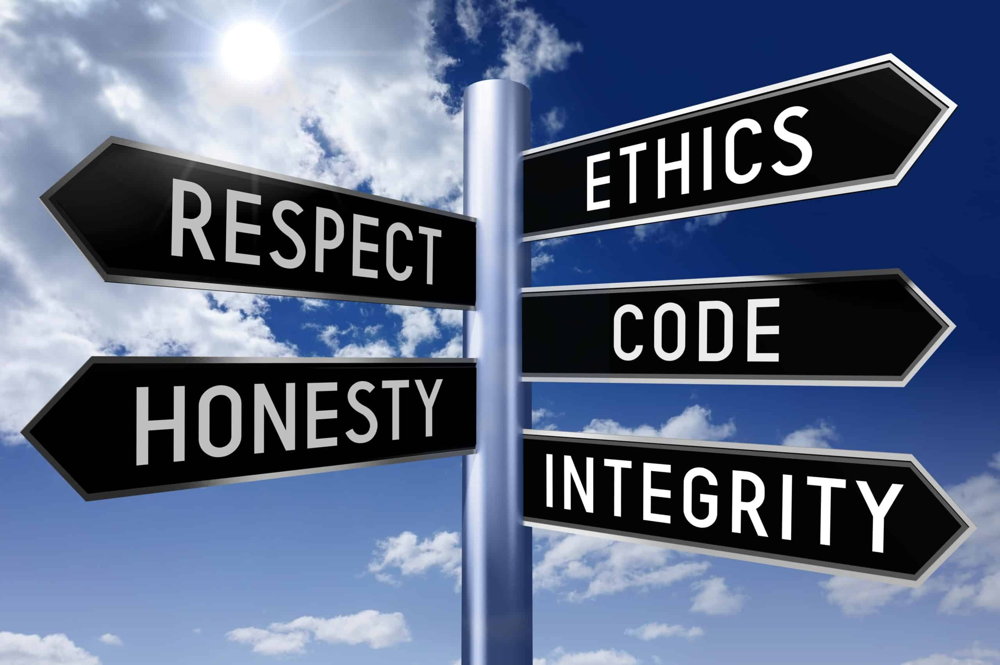 RESPECT
HONESTY
ETHICS
CODE
INTEGRITY